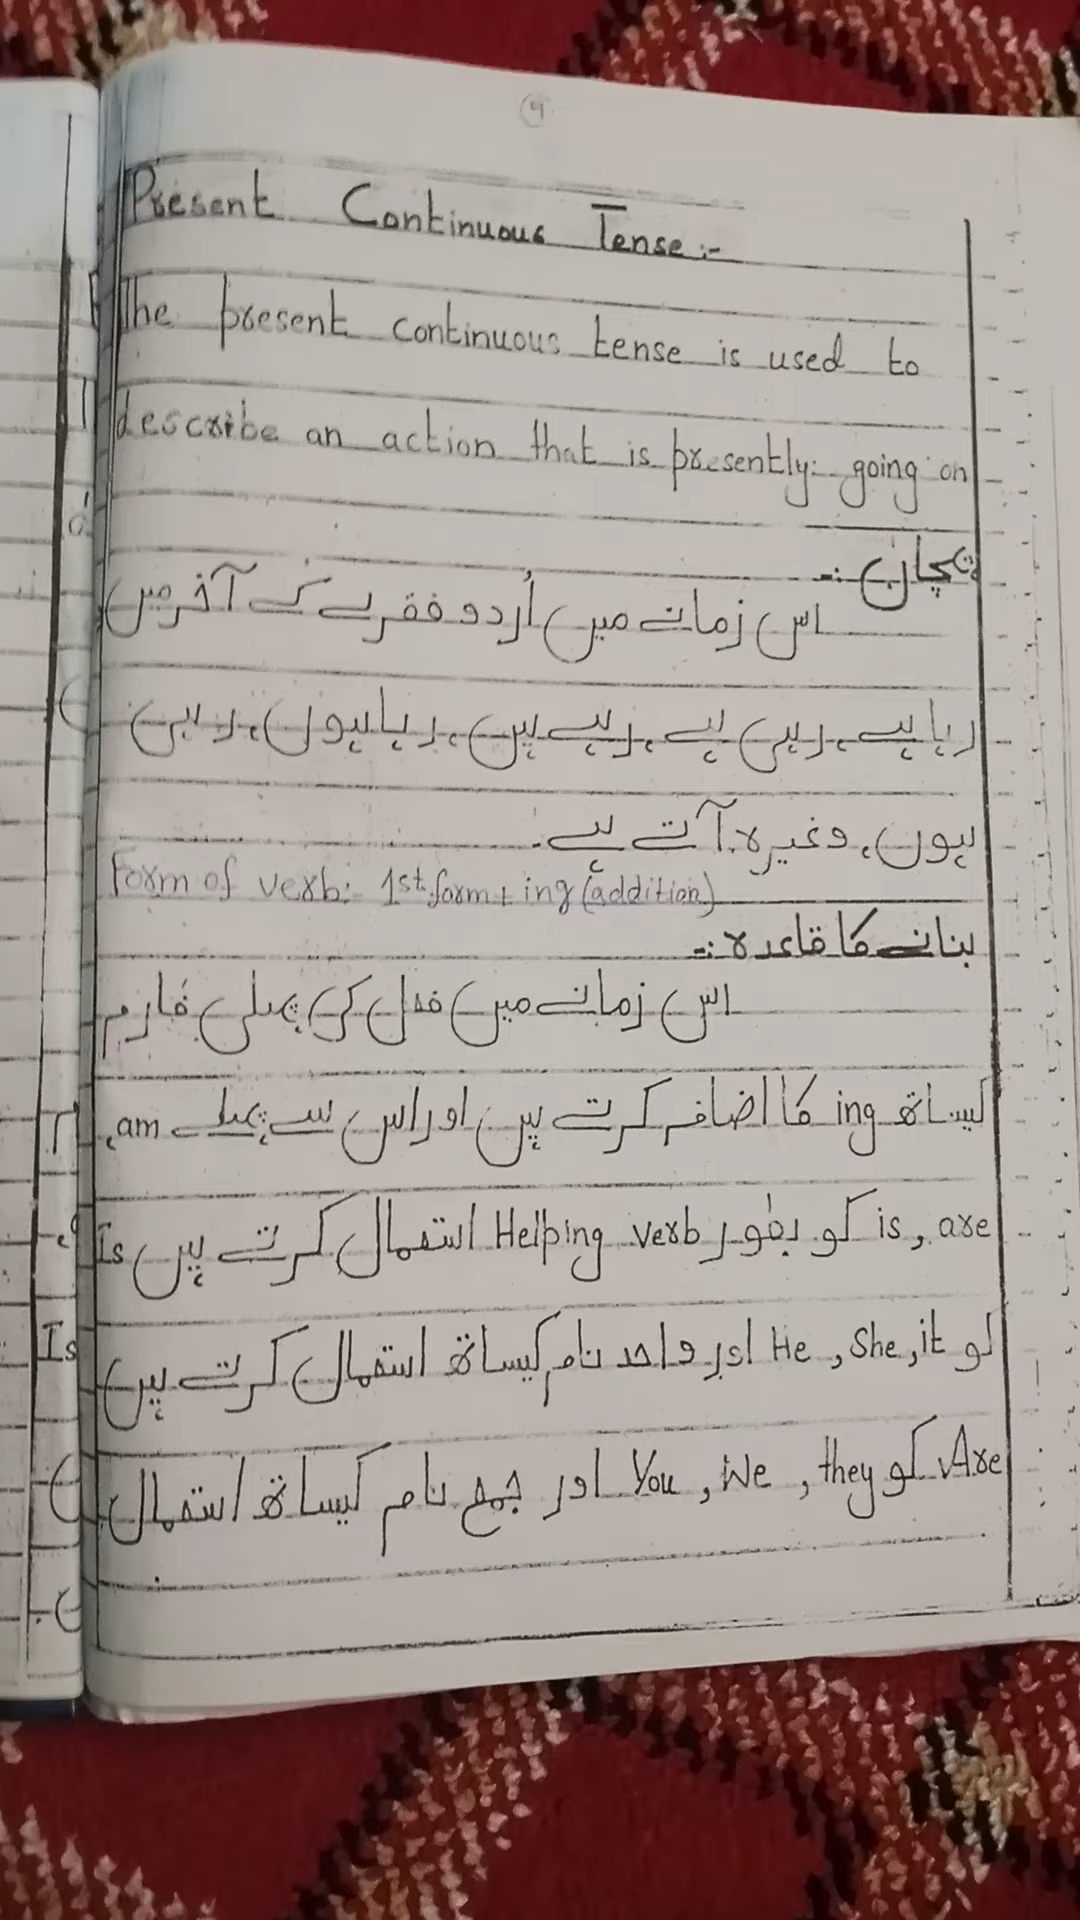 Present Continuous Tense:-
The present continuous tense is used to
describe an action that is presently going on
پہچان:-
اس زمانے میں اُردو فقرے کے آخر میں
رہا ہے، رہی ہے، رہے ہیں، رہا ہوں، رہی
ہوں، وغیرہ آتے ہے۔
Form of verb: 1st form + ing (addition)
بنانے کا قاعدہ:-
اس زمانے میں فعل کی پہلی فارم
کیساتھ ing کا اضافہ کرتے ہیں اور اس سے پہلے am,
is, are کو بطور Helping verb استعمال کرتے ہیں Is
کو He, She, it اور واحد نام کیساتھ استعمال کرتے ہیں
Are کو You, We, they اور جمع نام کیساتھ استعمال